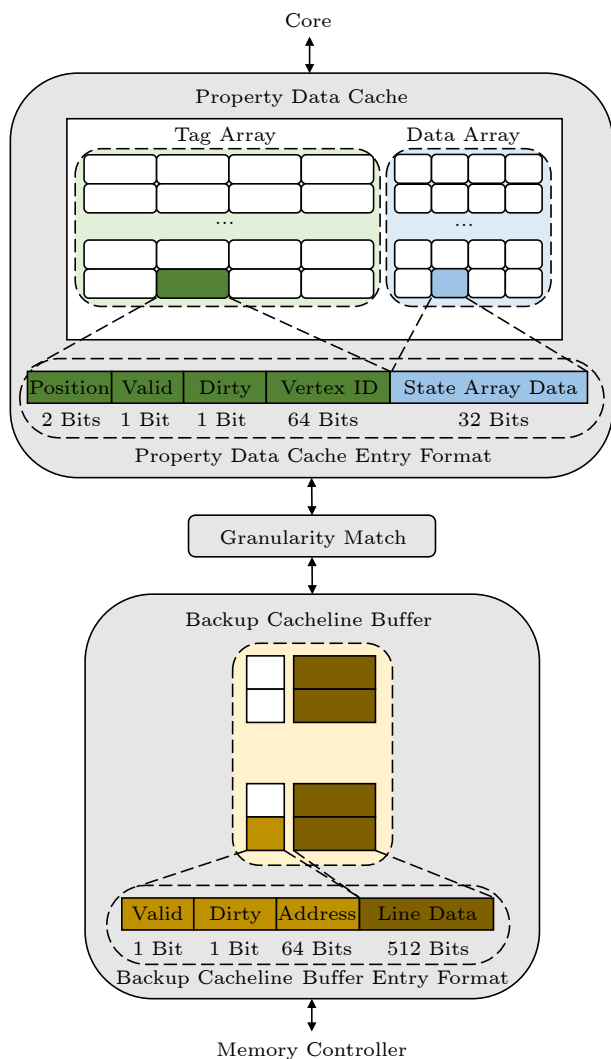 Core
Property Data Cache
Tag Array Data Array
... ...
Position Valid Dirty Vertex ID State Array Data
2 Bits 1 Bit 1 Bit 64 Bits 32 Bits
Property Data Cache Entry Format
Granularity Match
Backup Cacheline Buffer
Valid Dirty Address Line Data
1 Bit 1 Bit 64 Bits 512 Bits
Backup Cacheline Buffer Entry Format
Memory Controller